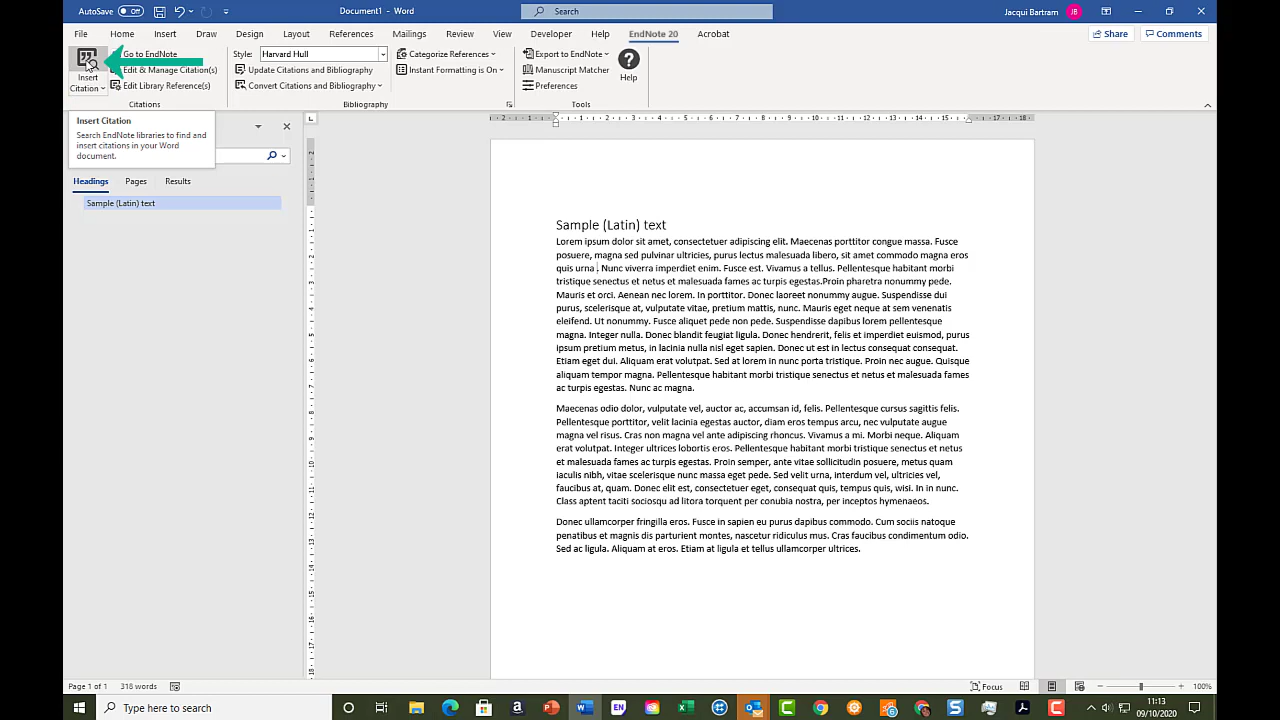 AutoSave Off
Document1 - Word
Search
Jacqui Bartram JB
File Home Insert Draw Design Layout References Mailings Review View Developer Help EndNote 20 Acrobat
Share Comments
Insert
Citation
Go to EndNote
Edit & Manage Citation(s)
Edit Library Reference(s)
Citations
Style: Harvard Hull
Update Citations and Bibliography
Convert Citations and Bibliography
Categorize References
Instant Formatting is On
Bibliography
Export to EndNote
Manuscript Matcher
Preferences
Help
Tools
Insert Citation
Search EndNote libraries to find and
insert citations in your Word
document.
Headings Pages Results
Sample (Latin) text
Sample (Latin) text
Lorem ipsum dolor sit amet, consectetuer adipiscing elit. Maecenas porttitor congue massa. Fusce
posuere, magna sed pulvinar ultricies, purus lectus malesuada libero, sit amet commodo magna eros
quis urna . Nunc viverra imperdiet enim. Fusce est. Vivamus a tellus. Pellentesque habitant morbi
tristique senectus et netus et malesuada fames ac turpis egestas.Proin pharetra nonummy pede.
Mauris et orci. Aenean nec lorem. In porttitor. Donec laoreet nonummy augue. Suspendisse dui
purus, scelerisque at, vulputate vitae, pretium mattis, nunc. Mauris eget neque at sem venenatis
eleifend. Ut nonummy. Fusce aliquet pede non pede. Suspendisse dapibus lorem pellentesque
magna. Integer nulla. Donec blandit feugiat ligula. Donec hendrerit, felis et imperdiet euismod, purus
ipsum pretium metus, in lacinia nulla nisl eget sapien. Donec ut est in lectus consequat consequat.
Etiam eget dui. Aliquam erat volutpat. Sed at lorem in nunc porta tristique. Proin nec augue. Quisque
aliquam tempor magna. Pellentesque habitant morbi tristique senectus et netus et malesuada fames
ac turpis egestas. Nunc ac magna.
Maecenas odio dolor, vulputate vel, auctor ac, accumsan id, felis. Pellentesque cursus sagittis felis.
Pellentesque porttitor, velit lacinia egestas auctor, diam eros tempus arcu, nec vulputate augue
magna vel risus. Cras non magna vel ante adipiscing rhoncus. Vivamus a mi. Morbi neque. Aliquam
erat volutpat. Integer ultrices lobortis eros. Pellentesque habitant morbi tristique senectus et netus
et malesuada fames ac turpis egestas. Proin semper, ante vitae sollicitudin posuere, metus quam
iaculis nibh, vitae scelerisque nunc massa eget pede. Sed velit urna, interdum vel, ultricies vel,
faucibus at, quam. Donec elit est, consectetuer eget, consequat quis, tempus quis, wisi. In in nunc.
Class aptent taciti sociosqu ad litora torquent per conubia nostra, per inceptos hymenaeos.
Donec ullamcorper fringilla eros. Fusce in sapien eu purus dapibus commodo. Cum sociis natoque
penatibus et magnis dis parturient montes, nascetur ridiculus mus. Cras faucibus condimentum odio.
Sed ac ligula. Aliquam at eros. Etiam at ligula et tellus ullamcorper ultrices.
Page 1 of 1 318 words
Focus
100%
Type here to search
11:13
09/10/2020